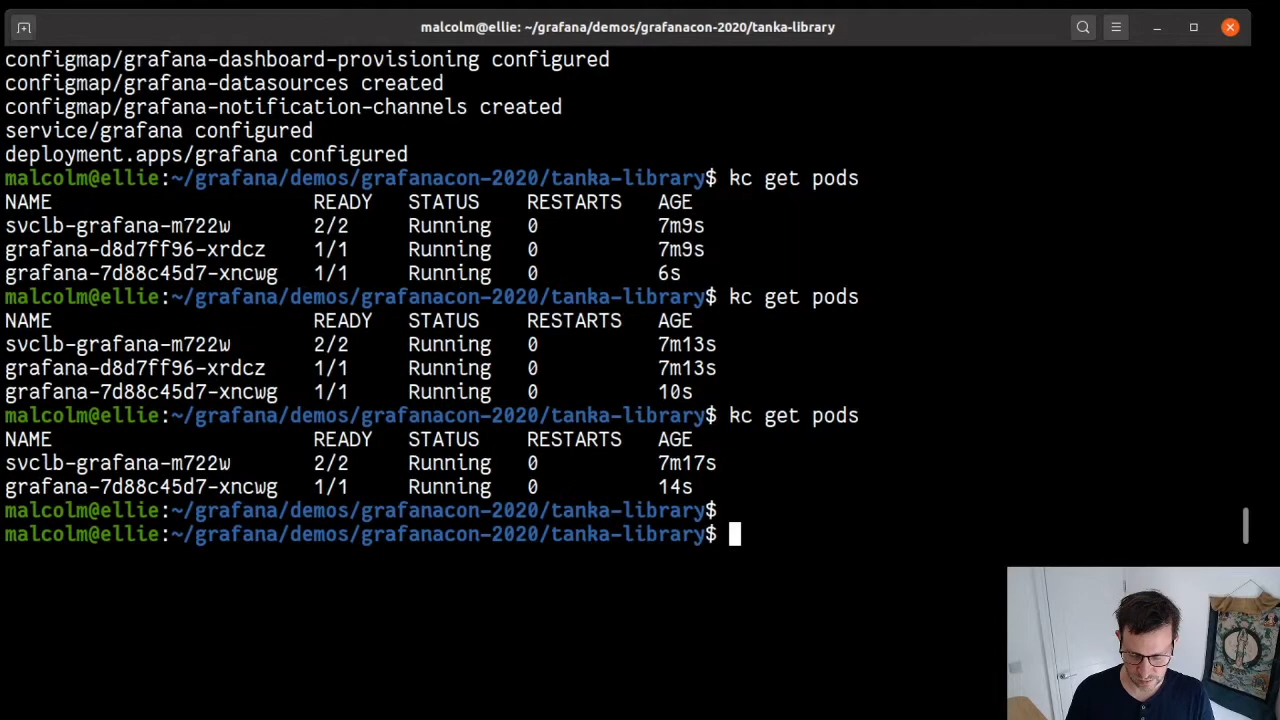 malcolm@ellie: ~/grafana/demos/grafanacon-2020/tanka-library
configmap/grafana-dashboard-provisioning configured
configmap/grafana-datasources created
configmap/grafana-notification-channels created
service/grafana configured
deployment.apps/grafana configured
malcolm@ellie:~/grafana/demos/grafanacon-2020/tanka-library$ kc get pods
NAME READY STATUS RESTARTS AGE
svclb-grafana-m722w 2/2 Running 0 7m9s
grafana-d8d7ff96-xrdcz 1/1 Running 0 7m9s
grafana-7d88c45d7-xncwg 1/1 Running 0 6s
malcolm@ellie:~/grafana/demos/grafanacon-2020/tanka-library$ kc get pods
NAME READY STATUS RESTARTS AGE
svclb-grafana-m722w 2/2 Running 0 7m13s
grafana-d8d7ff96-xrdcz 1/1 Running 0 7m13s
grafana-7d88c45d7-xncwg 1/1 Running 0 10s
malcolm@ellie:~/grafana/demos/grafanacon-2020/tanka-library$ kc get pods
NAME READY STATUS RESTARTS AGE
svclb-grafana-m722w 2/2 Running 0 7m17s
grafana-7d88c45d7-xncwg 1/1 Running 0 14s
malcolm@ellie:~/grafana/demos/grafanacon-2020/tanka-library$
malcolm@ellie:~/grafana/demos/grafanacon-2020/tanka-library$